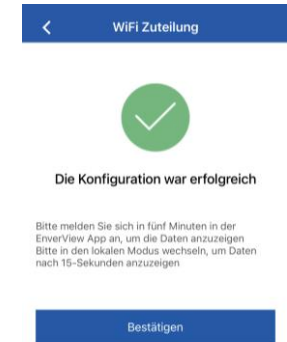 WiFi Zuteilung
Die Konfiguration war erfolgreich
Bitte melden Sie sich in fünf Minuten in der
EnverView App an, um die Daten anzuzeigen
Bitte in den lokalen Modus wechseln, um Daten
nach 15-Sekunden anzuzeigen
Bestätigen